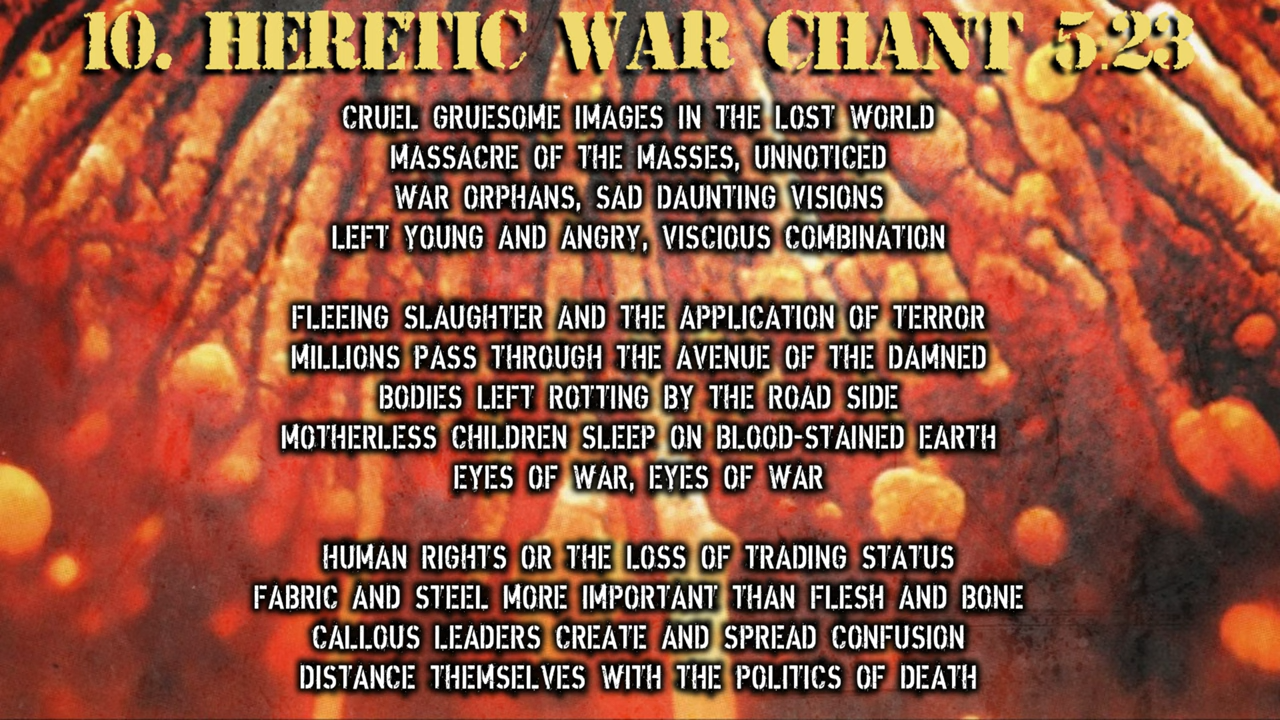 10. HERETIC WAR CHANT 5:23
CRUEL GRUESOME IMAGES IN THE LOST WORLD
MASSACRE OF THE MASSES, UNNOTICED
WAR ORPHANS, SAD DAUNTING VISIONS
LEFT YOUNG AND ANGRY, VISCIOUS COMBINATION
FLEEING SLAUGHTER AND THE APPLICATION OF TERROR
MILLIONS PASS THROUGH THE AVENUE OF THE DAMNED
BODIES LEFT ROTTING BY THE ROAD SIDE
MOTHERLESS CHILDREN SLEEP ON BLOOD-STAINED EARTH
EYES OF WAR, EYES OF WAR
HUMAN RIGHTS OR THE LOSS OF TRADING STATUS
FABRIC AND STEEL MORE IMPORTANT THAN FLESH AND BONE
CALLOUS LEADERS CREATE AND SPREAD CONFUSION
DISTANCE THEMSELVES WITH THE POLITICS OF DEATH